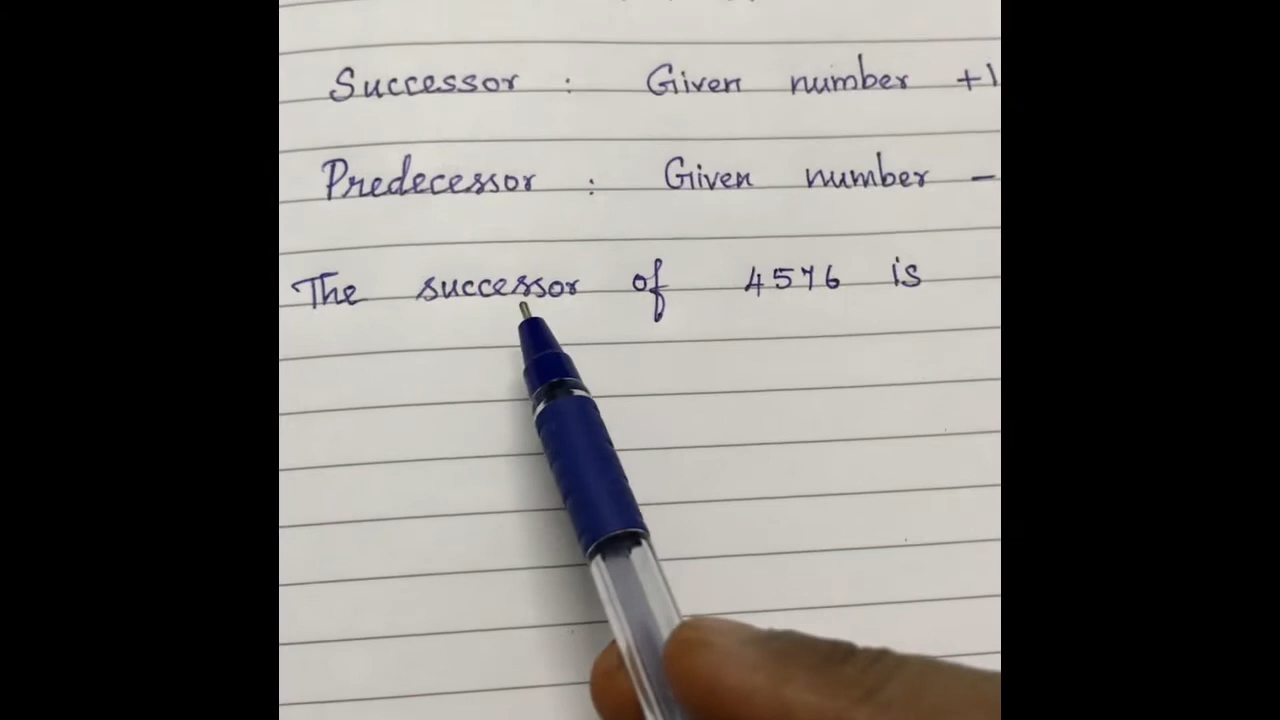 Successor : Given number +1
Predecessor : Given number -
The successor of 4576 is